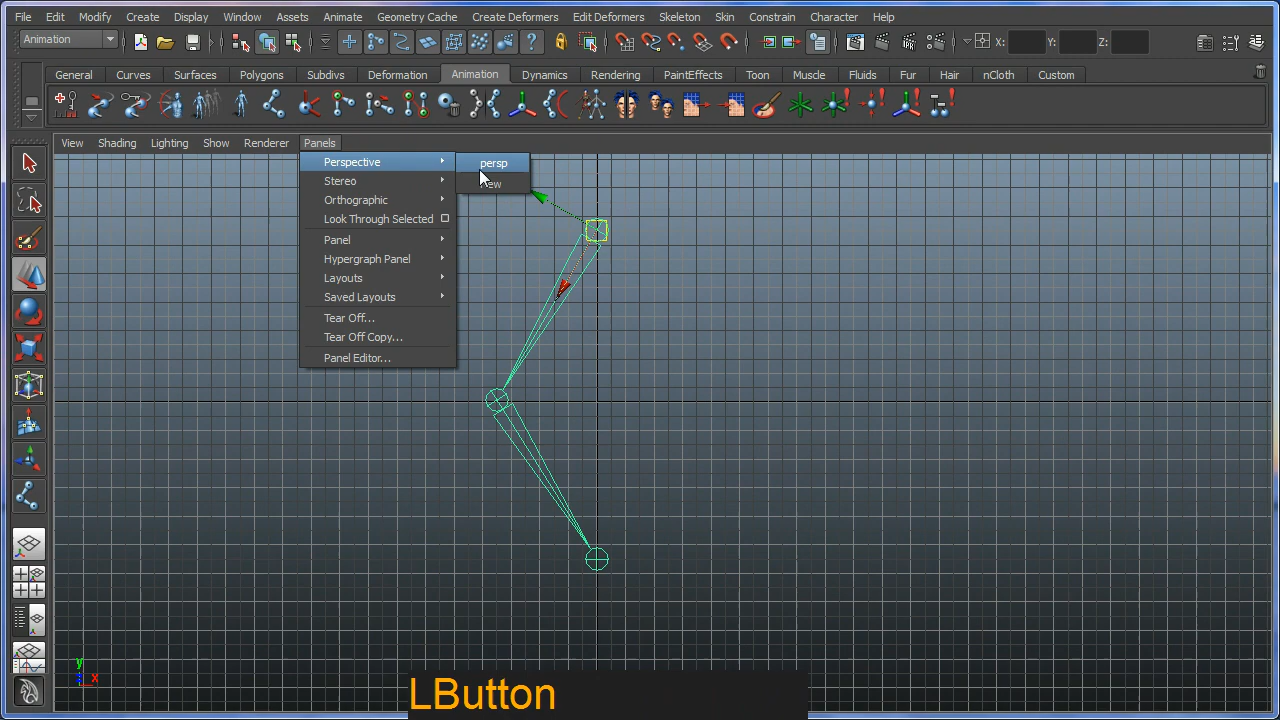 File Edit Modify Create Display Window Assets Animate Geometry Cache Create Deformers Edit Deformers Skeleton Skin Constrain Character Help
Animation X: Y: Z:
General Curves Surfaces Polygons Subdivs Deformation Animation Dynamics Rendering PaintEffects Toon Muscle Fluids Fur Hair nCloth Custom
View Shading Lighting Show Renderer Panels
Perspective persp
Stereo
Orthographic
Look Through Selected
Panel
Hypergraph Panel
Layouts
Saved Layouts
Tear Off...
Tear Off Copy...
Panel Editor...
y
x
LButton